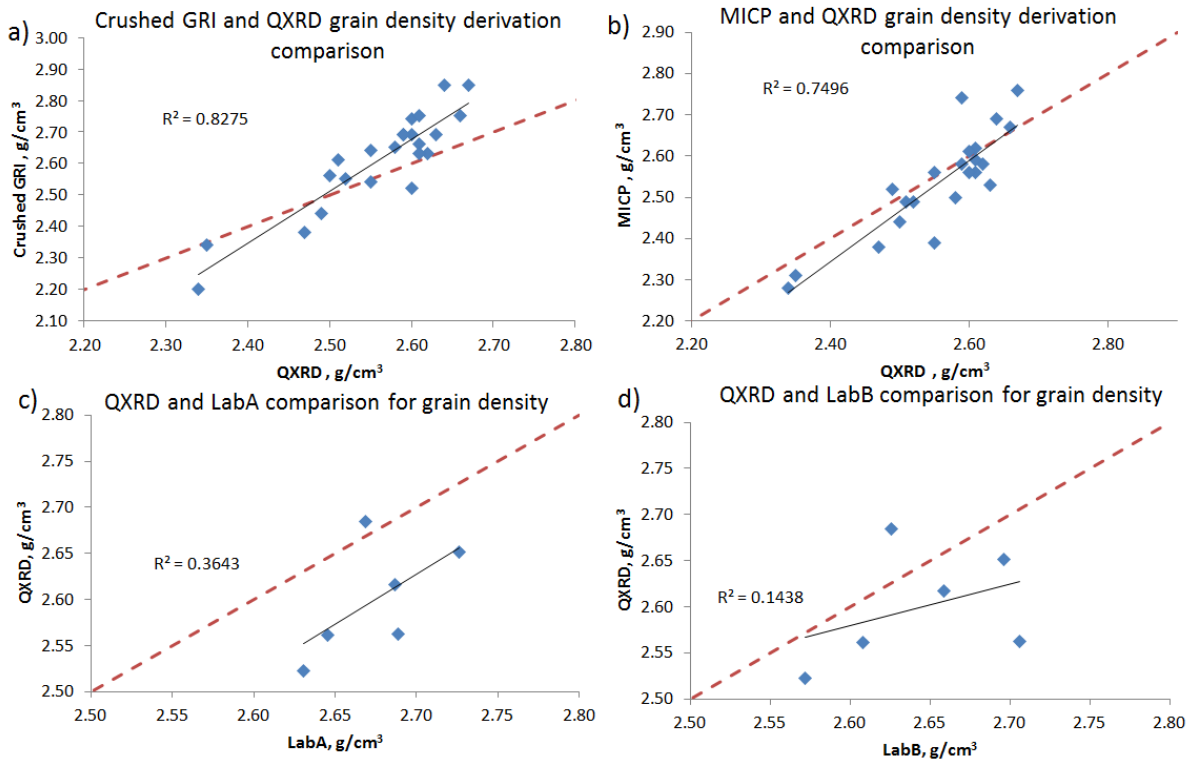 a) Crushed GRI and QXRD grain density derivation
comparison
3.00
2.90
2.80
2.70
2.60
2.50
2.40
2.30
2.20
2.10
Crushed GRI, g/cm³
R² = 0.8275
2.20 2.30 2.40 2.50 2.60 2.70 2.80
QXRD , g/cm³
b) MICP and QXRD grain density derivation
comparison
2.90
2.80
2.70
2.60
2.50
2.40
2.30
2.20
MICP , g/cm³
R² = 0.7496
2.20 2.40 2.60 2.80
QXRD , g/cm³
c) QXRD and LabA comparison for grain density
2.80
2.75
2.70
2.65
2.60
2.55
2.50
QXRD, g/cm³
R² = 0.3643
2.50 2.55 2.60 2.65 2.70 2.75 2.80
LabA, g/cm³
d) QXRD and LabB comparison for grain density
2.80
2.75
2.70
2.65
2.60
2.55
2.50
QXRD, g/cm³
R² = 0.1438
2.50 2.55 2.60 2.65 2.70 2.75 2.80
LabB, g/cm³